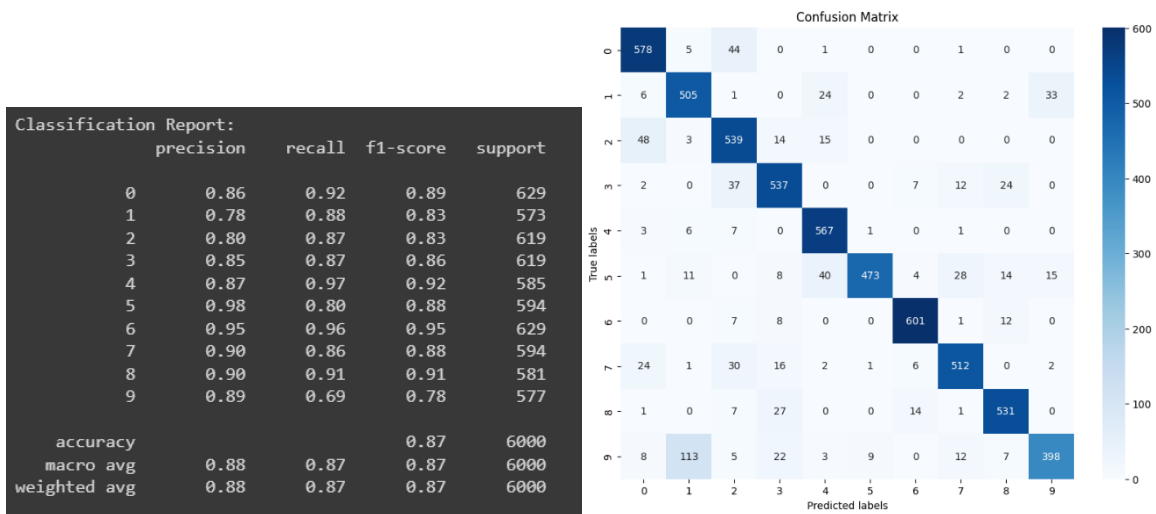 Classification Report:
precision recall f1-score support
0 0.86 0.92 0.89 629
1 0.78 0.88 0.83 573
2 0.80 0.87 0.83 619
3 0.85 0.87 0.86 619
4 0.87 0.97 0.92 585
5 0.98 0.80 0.88 594
6 0.95 0.96 0.95 629
7 0.90 0.86 0.88 594
8 0.90 0.91 0.91 581
9 0.89 0.69 0.78 577
accuracy 0.87 6000
macro avg 0.88 0.87 0.87 6000
weighted avg 0.88 0.87 0.87 6000
Confusion Matrix
True labels
0 578 5 44 0 1 0 0 1 0 0
1 6 505 1 0 24 0 0 2 2 33
2 48 3 539 14 15 0 0 0 0 0
3 2 0 37 537 0 0 7 12 24 0
4 3 6 7 0 567 1 0 1 0 0
5 1 11 0 8 40 473 4 28 14 15
6 0 0 7 8 0 0 601 1 12 0
7 24 1 30 16 2 1 6 512 0 2
8 1 0 7 27 0 0 14 1 531 0
9 8 113 5 22 3 9 0 12 7 398
0 1 2 3 4 5 6 7 8 9
Predicted labels
600
500
400
300
200
100
0